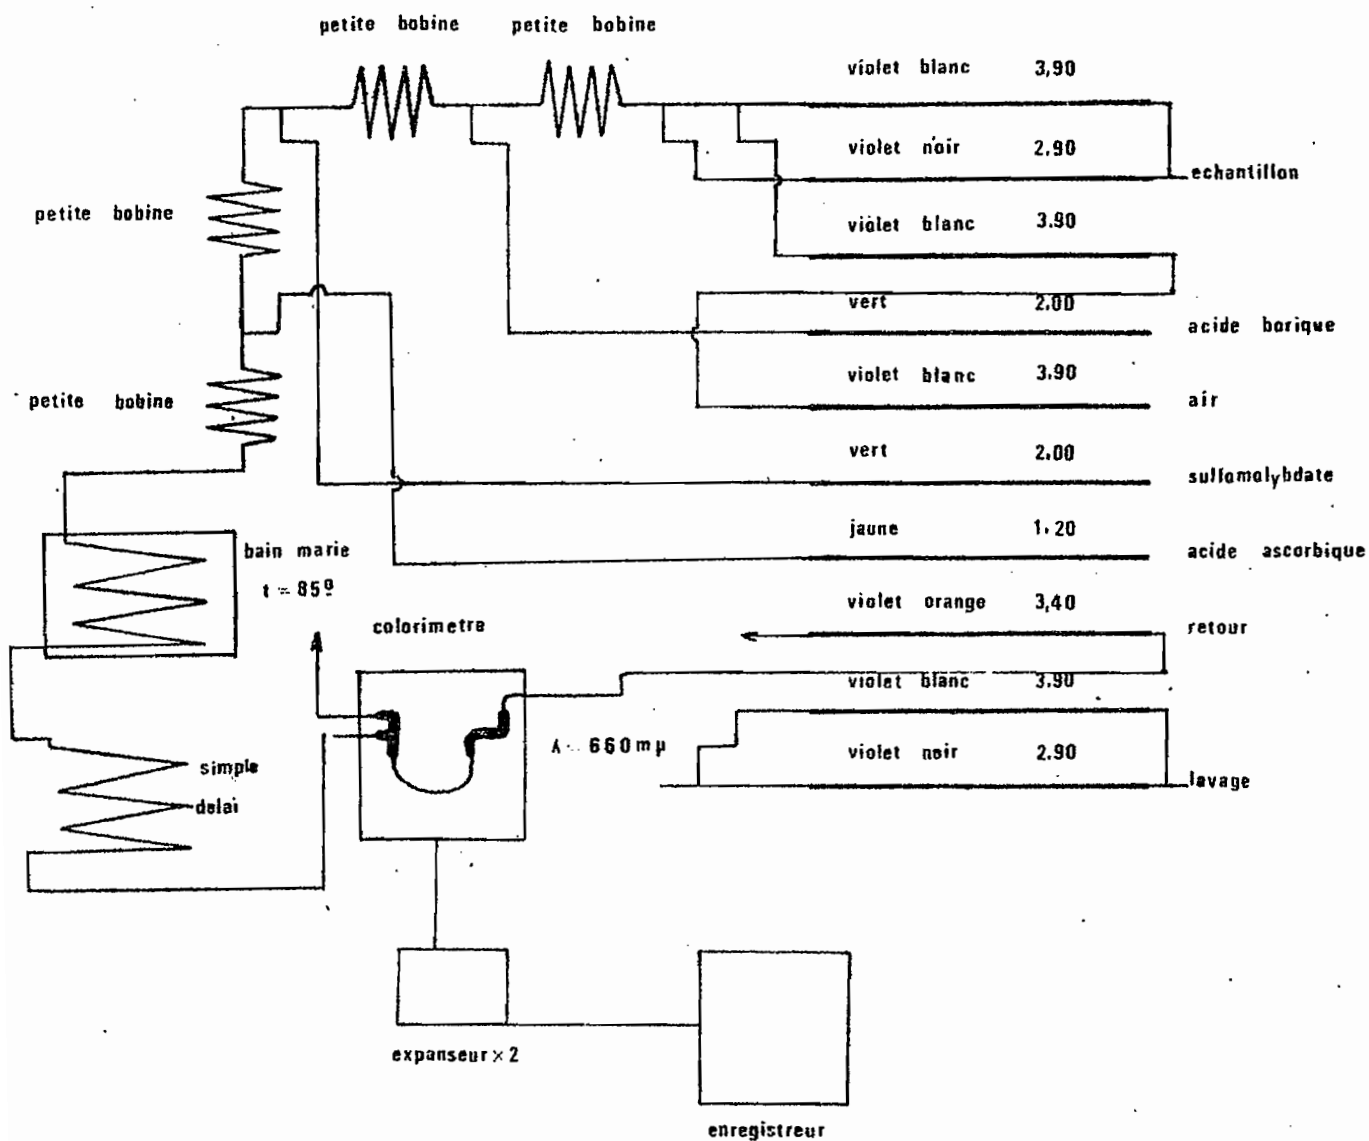 petite bobine petite bobine
violet blanc 3,90
violet noir 2,90
echantillon
petite bobine
violet blanc 3.90
vert 2.00
acide borique
violet blanc 3,90
petite bobine
air
vert 2,00
sulfomolybdate
jaune 1.20
bain marie
acide ascorbique
t = 85º
violet orange 3,40
colorimetre
retour
violet blanc 3.90
660 mµ
violet noir 2.90
simple
lavage
delai
expanseur × 2
enregistreur